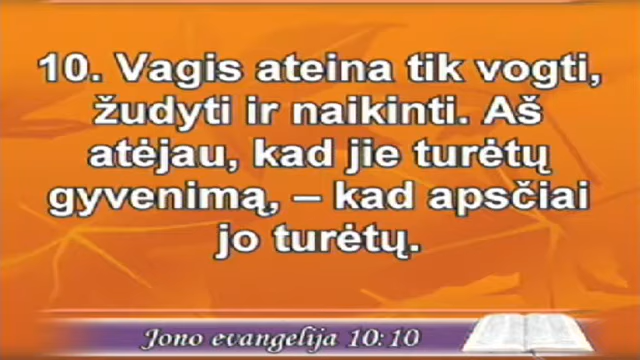 10. Vagis ateina tik vogti,
žudyti ir naikinti. Aš
atėjau, kad jie turėtų
gyvenimą, – kad apsčiai
jo turėtų.
Jono evangelija 10:10